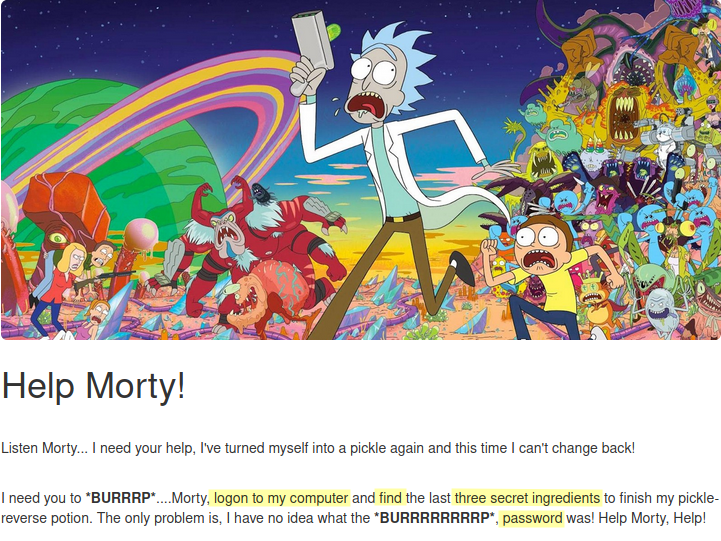 Help Morty!
Listen Morty... I need your help, I've turned myself into a pickle again and this time I can't change back!
I need you to *BURRRP*....Morty, logon to my computer and find the last three secret ingredients to finish my pickle-
reverse potion. The only problem is, I have no idea what the *BURRRRRRRRP*, password was! Help Morty, Help!